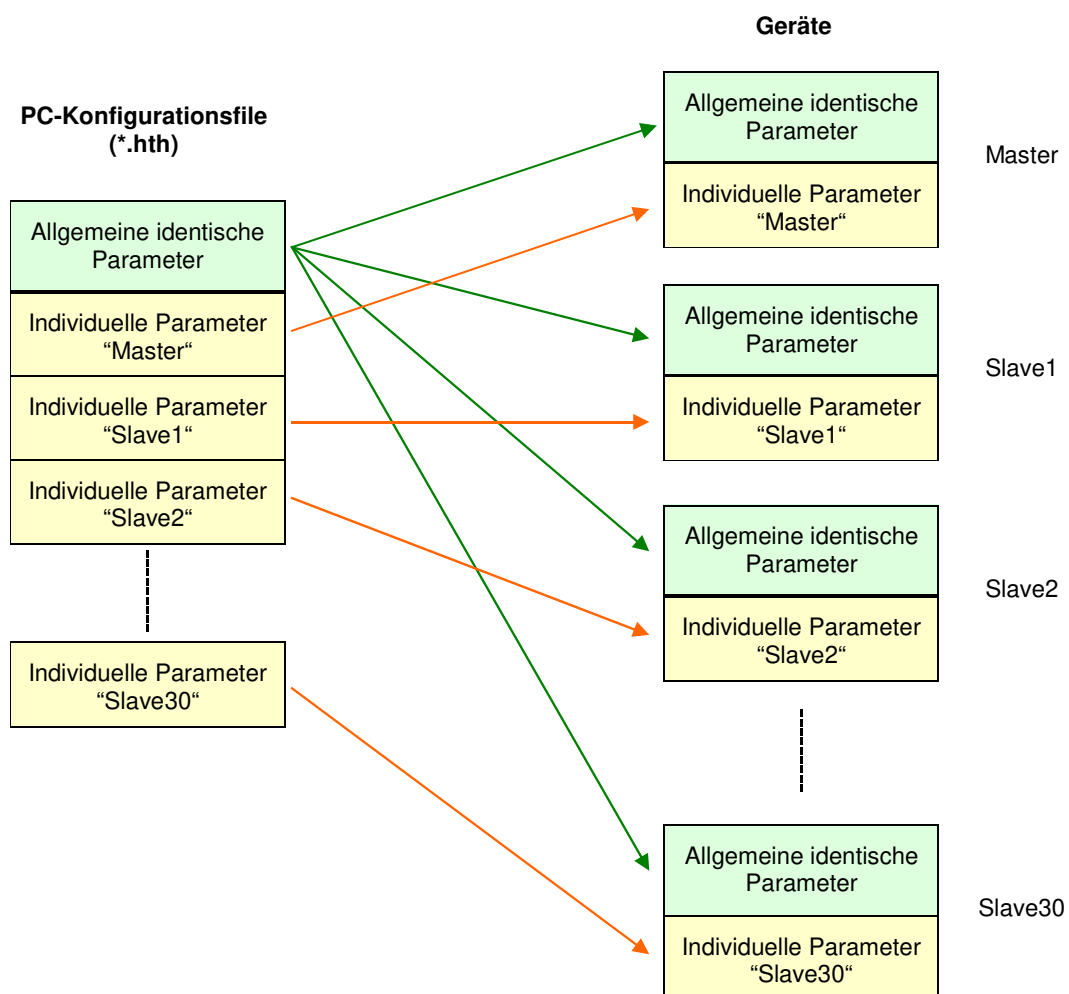 PC-Konfigurationsfile
(*.hth)
Allgemeine identische
Parameter
Individuelle Parameter
“Master“
Individuelle Parameter
“Slave1“
Individuelle Parameter
“Slave2“
Individuelle Parameter
“Slave30“
Geräte
Allgemeine identische
Parameter
Individuelle Parameter
“Master“
Master
Allgemeine identische
Parameter
Individuelle Parameter
“Slave1“
Slave1
Allgemeine identische
Parameter
Individuelle Parameter
“Slave2“
Slave2
Allgemeine identische
Parameter
Individuelle Parameter
“Slave30“
Slave30